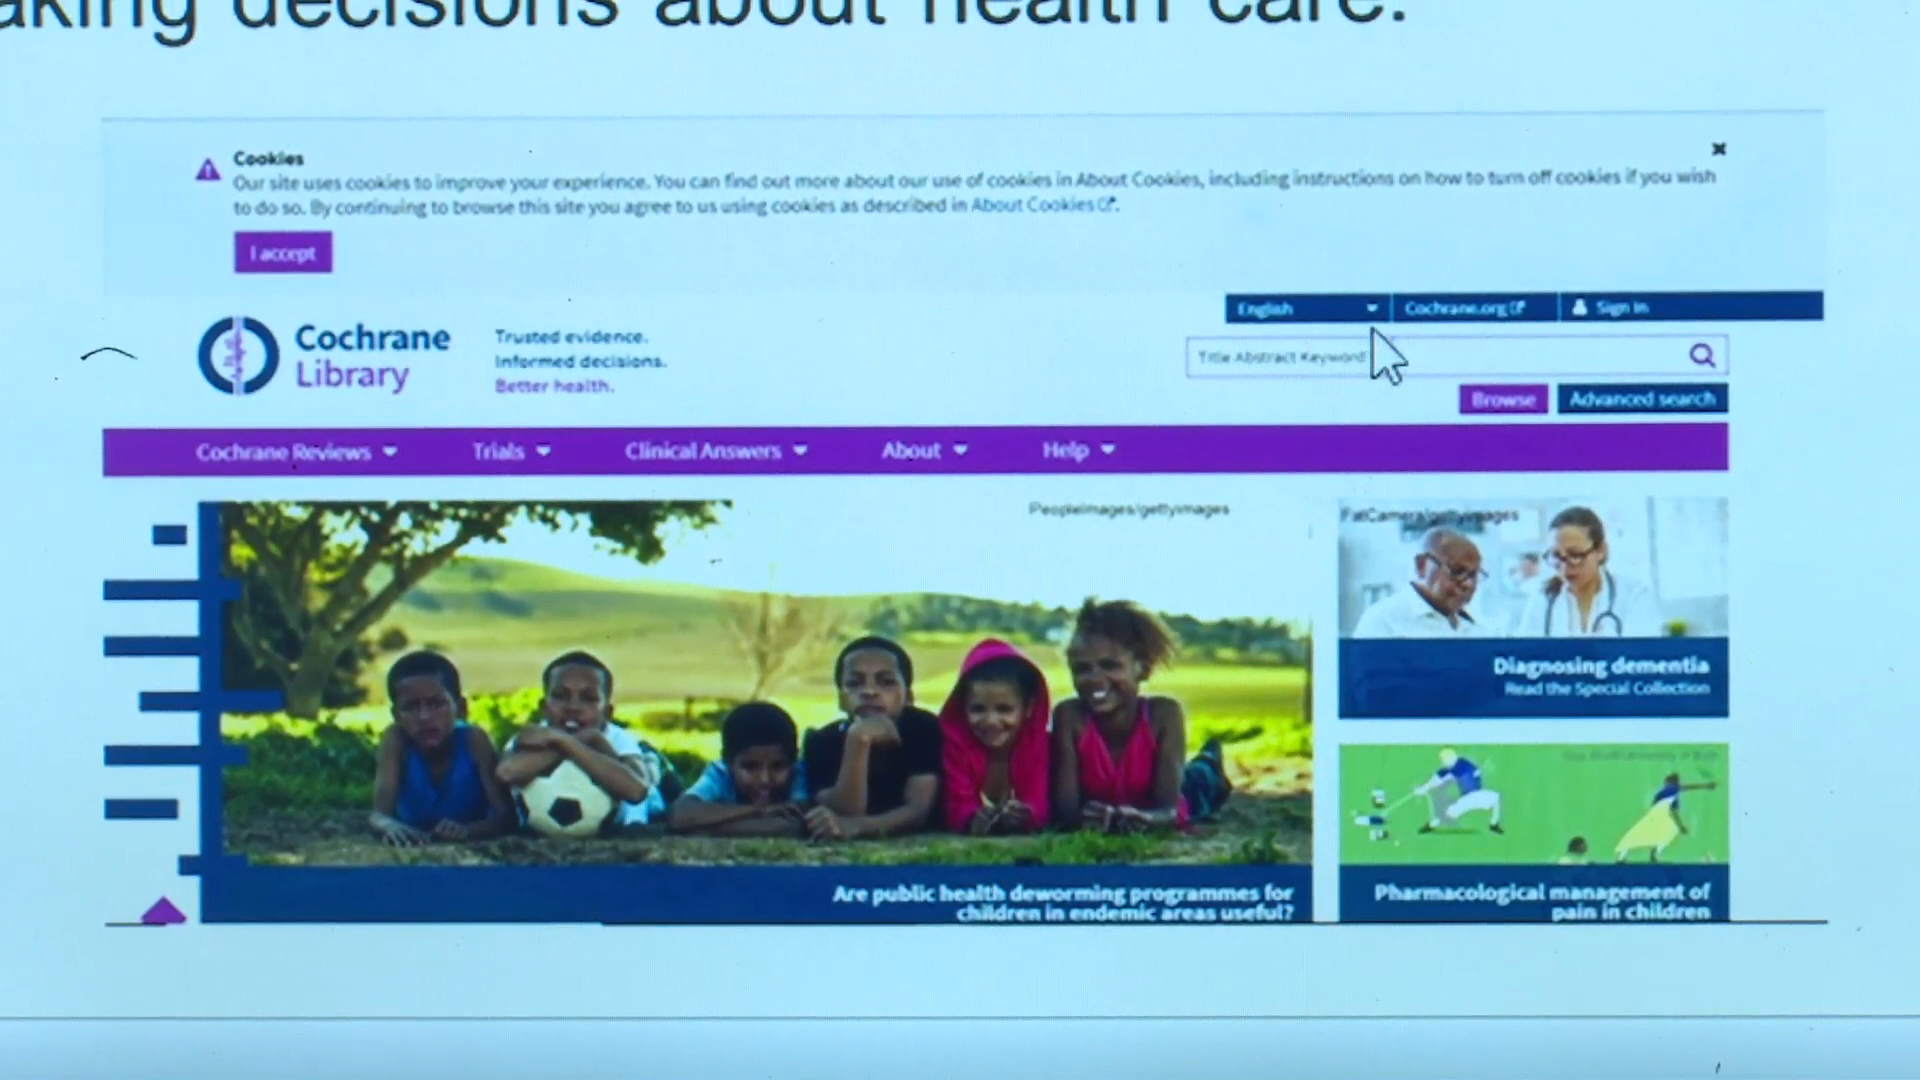 aking decisions about health care.
Cookies
Our site uses cookies to improve your experience. You can find out more about our use of cookies in About Cookies, including instructions on how to turn off cookies if you wish
to do so. By continuing to browse this site you agree to us using cookies as described in About Cookies.
I accept
English
Cochrane.org
Sign In
Cochrane
Library
Trusted evidence.
Informed decisions.
Better health.
Title Abstract Keyword
Browse
Advanced search
Cochrane Reviews
Trials
Clinical Answers
About
Help
PeopleImages/gettyimages
FatCamera/gettyimages
Diagnosing dementia
Read the Special Collection
Are public health deworming programmes for
children in endemic areas useful?
Pharmacological management of
pain in children